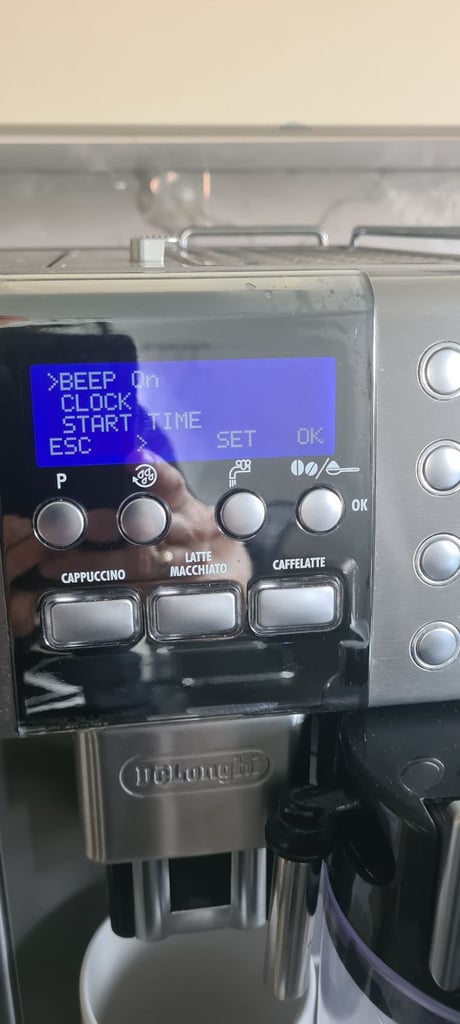 >BEEP On
CLOCK
START TIME
ESC > SET OK
P
OK
CAPPUCCINO
LATTE
MACCHIATO
CAFFELATTE
DeLonghi